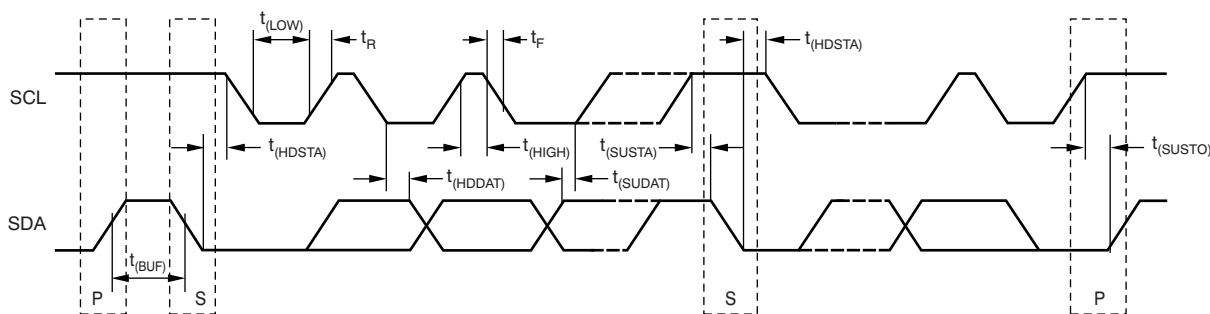 t(LOW)
tR
tF
t(HDSTA)
SCL
t(HDSTA)
t(HIGH)
t(SUSTA)
t(SUSTO)
t(HDDAT)
t(SUDAT)
SDA
t(BUF)
P
S
S
P